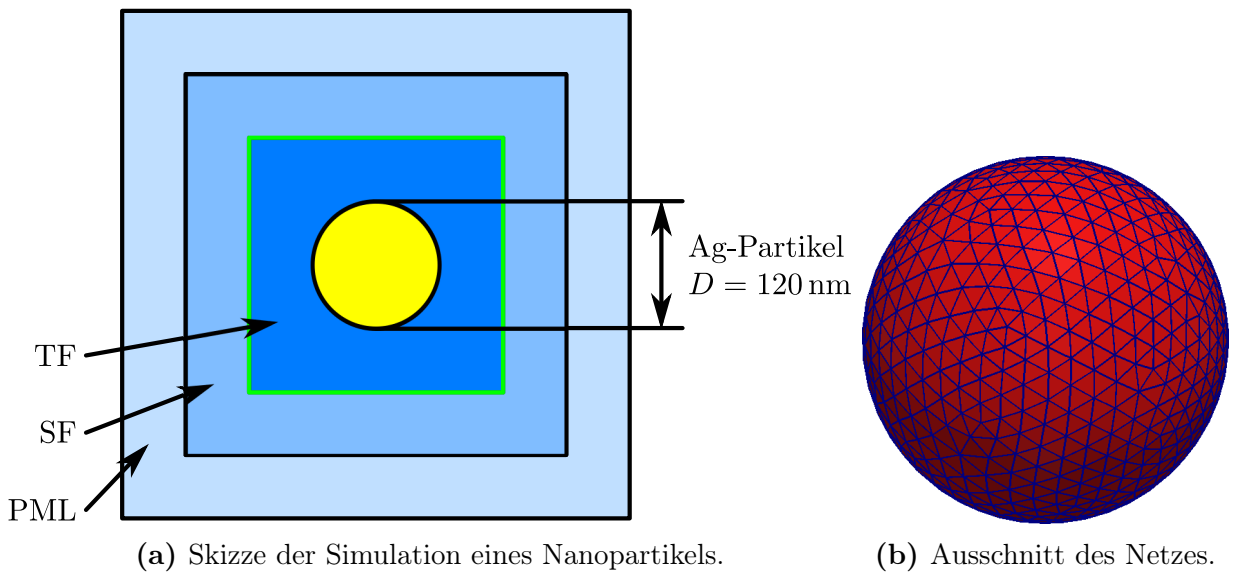 Ag-Partikel
D = 120 nm
TF
SF
PML
(a) Skizze der Simulation eines Nanopartikels.
(b) Ausschnitt des Netzes.